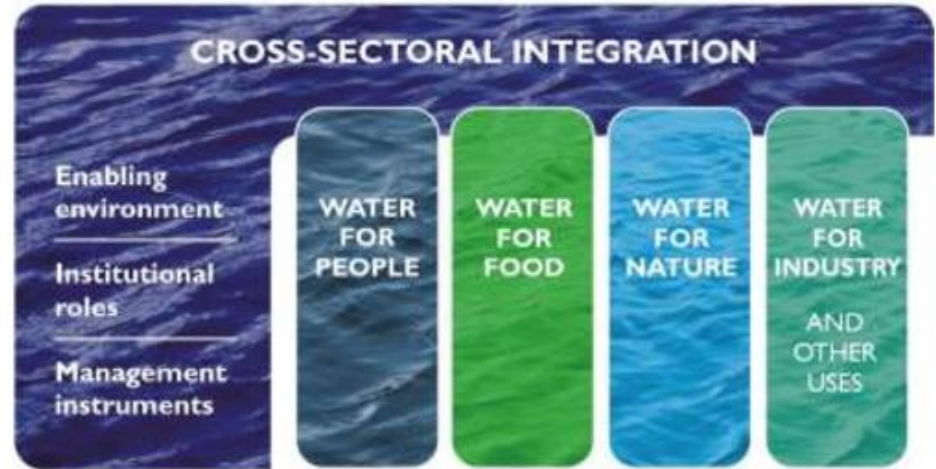 CROSS-SECTORAL INTEGRATION
Enabling
environment
Institutional
roles
Management
instruments
WATER
FOR
PEOPLE
WATER
FOR
FOOD
WATER
FOR
NATURE
WATER
FOR
INDUSTRY
AND
OTHER
USES